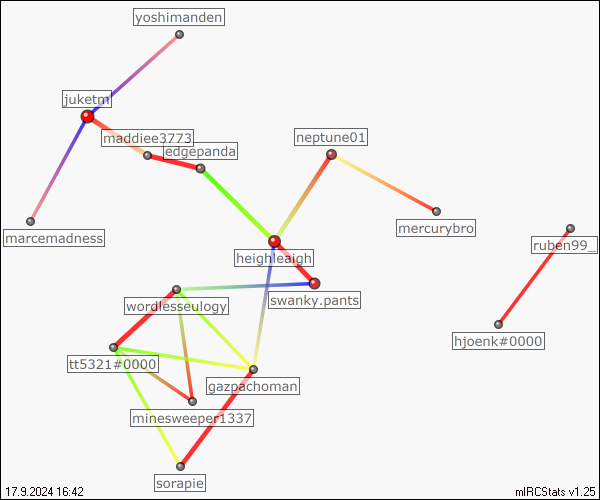 yoshimanden
juketm
maddiee3773
edgepanda
neptune01
marcemadness
mercurybro
ruben99_
heighleaigh
swanky.pants
wordlesseulogy
hjoenk#0000
tt5321#0000
gazpachoman
minesweeper1337
sorapie
17.9.2024 16:42
mIRCStats v1.25